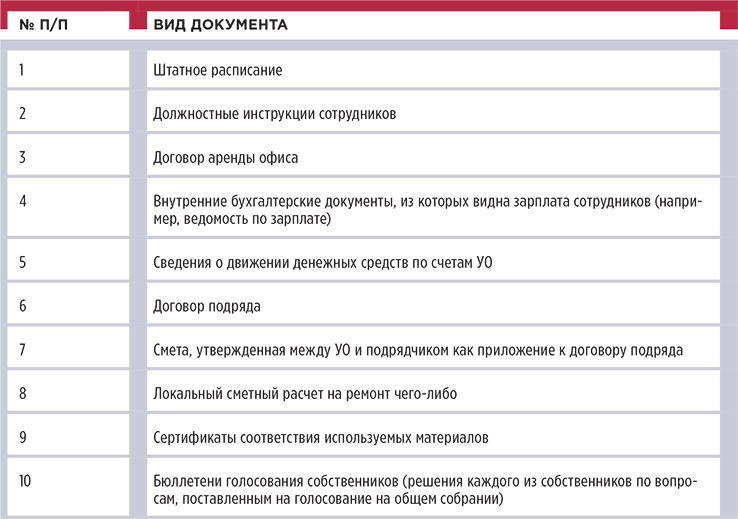 № П/П ВИД ДОКУМЕНТА
1 Штатное расписание
2 Должностные инструкции сотрудников
3 Договор аренды офиса
4 Внутренние бухгалтерские документы, из которых видна зарплата сотрудников (напри-
мер, ведомость по зарплате)
5 Сведения о движении денежных средств по счетам УО
6 Договор подряда
7 Смета, утвержденная между УО и подрядчиком как приложение к договору подряда
8 Локальный сметный расчет на ремонт чего-либо
9 Сертификаты соответствия используемых материалов
10 Бюллетени голосования собственников (решения каждого из собственников по вопро-
сам, поставленным на голосование на общем собрании)